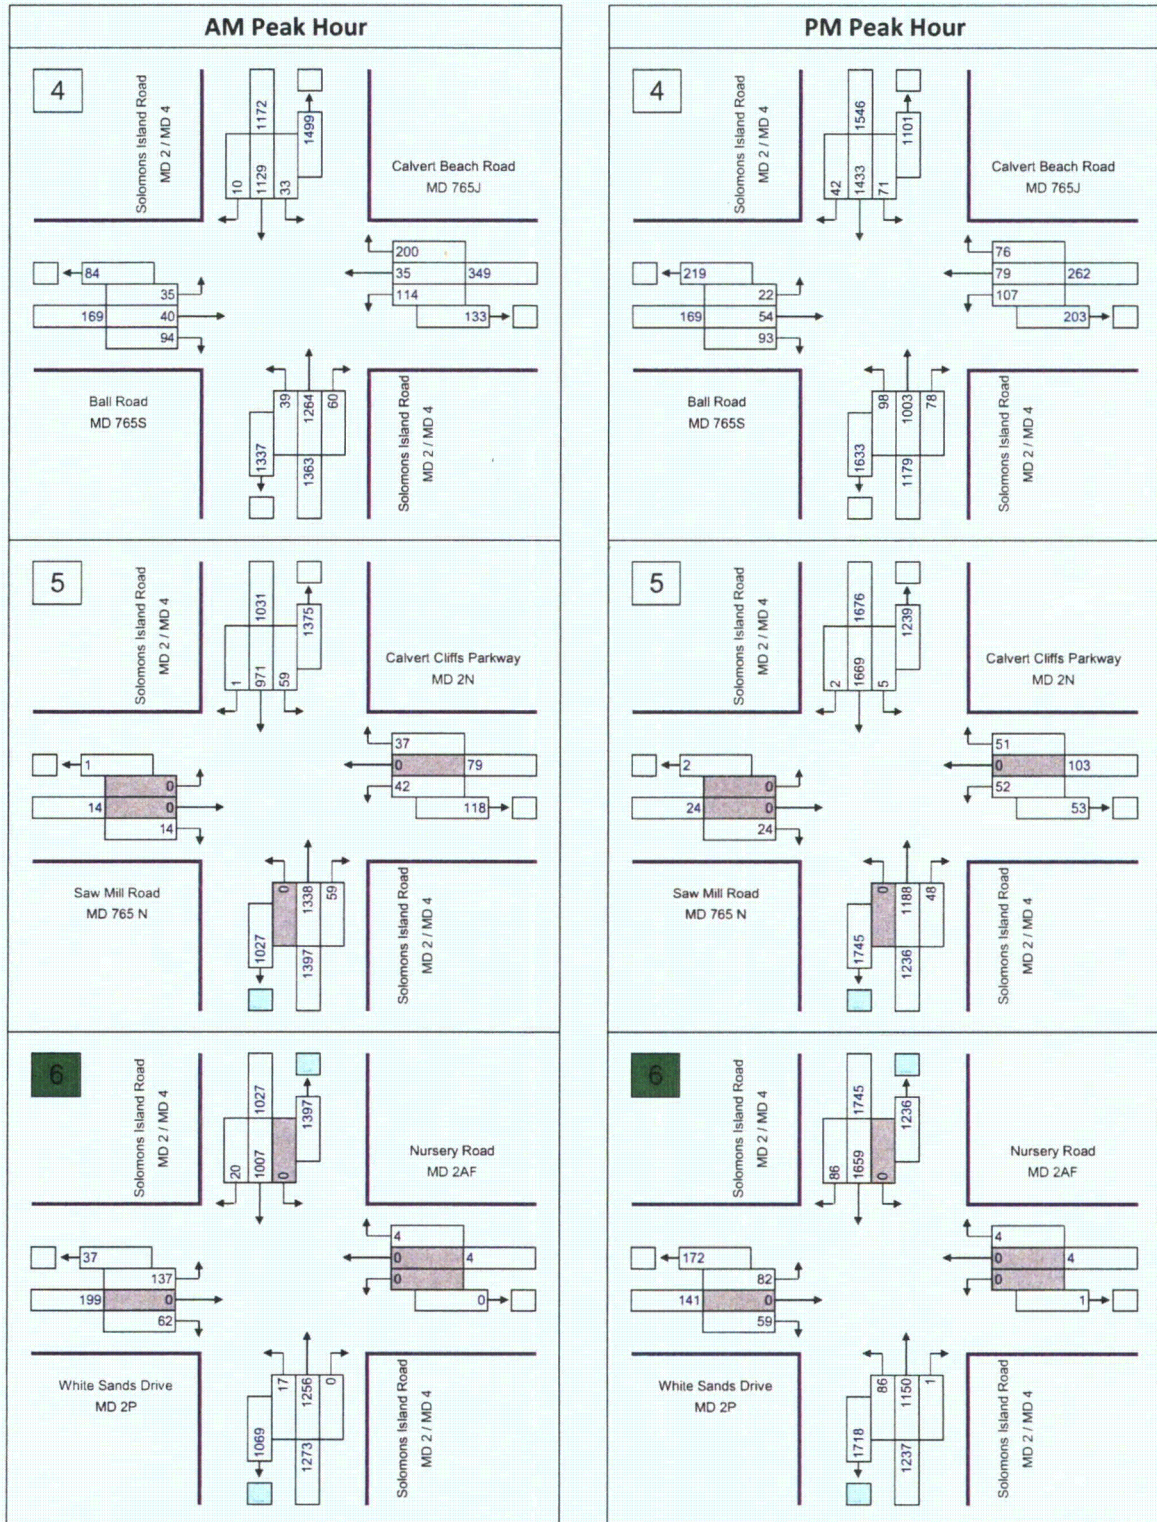 AM Peak Hour
4
Solomons Island Road
MD 2 / MD 4
1172
1499
10
1129
33
Calvert Beach Road
MD 765J
84
35
169
40
94
200
35
349
114
133
Ball Road
MD 765S
39
1264
60
1337
1363
Solomons Island Road
MD 2 / MD 4
5
Solomons Island Road
MD 2 / MD 4
1031
1375
1
971
59
Calvert Cliffs Parkway
MD 2N
1
0
14
0
14
37
0
79
42
118
Saw Mill Road
MD 765 N
0
1338
59
1027
1397
Solomons Island Road
MD 2 / MD 4
6
Solomons Island Road
MD 2 / MD 4
1027
1397
20
1007
0
Nursery Road
MD 2AF
37
137
199
0
62
4
0
4
0
0
White Sands Drive
MD 2P
17
1256
0
1069
1273
Solomons Island Road
MD 2 / MD 4
PM Peak Hour
4
Solomons Island Road
MD 2 / MD 4
1546
1101
42
1433
71
Calvert Beach Road
MD 765J
219
22
169
54
93
76
79
262
107
203
Ball Road
MD 765S
98
1003
78
1633
1179
Solomons Island Road
MD 2 / MD 4
5
Solomons Island Road
MD 2 / MD 4
1676
1239
2
1669
5
Calvert Cliffs Parkway
MD 2N
2
0
24
0
24
51
0
103
52
53
Saw Mill Road
MD 765 N
0
1188
48
1745
1236
Solomons Island Road
MD 2 / MD 4
6
Solomons Island Road
MD 2 / MD 4
1745
1236
86
1659
0
Nursery Road
MD 2AF
172
82
141
0
59
4
0
4
0
1
White Sands Drive
MD 2P
86
1150
1
1718
1237
Solomons Island Road
MD 2 / MD 4